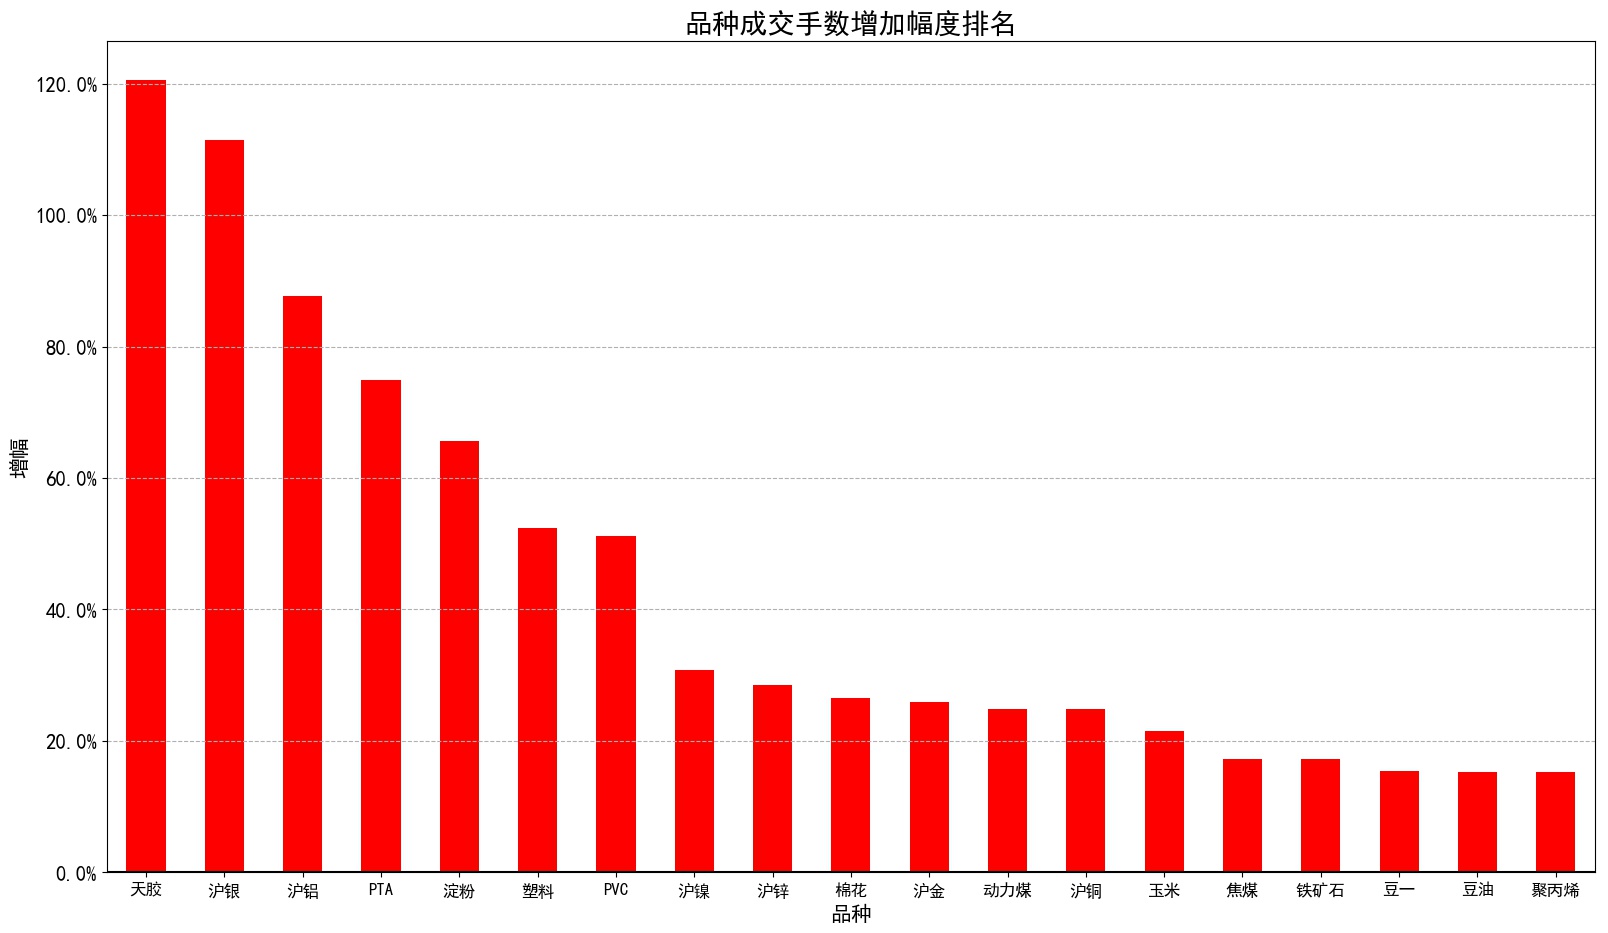 品种成交手数增加幅度排名
120.0%
100.0%
80.0%
60.0%
40.0%
20.0%
0.0%
增幅
天胶 沪银 沪铝 PTA 淀粉 塑料 PVC 沪镍 沪锌 棉花 沪金 动力煤 沪铜 玉米 焦煤 铁矿石 豆一 豆油 聚丙烯
品种